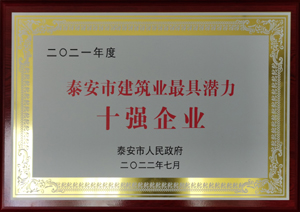 二〇二一年度
泰安市建筑业最具潜力
十强企业
泰安市人民政府
二〇二二年七月